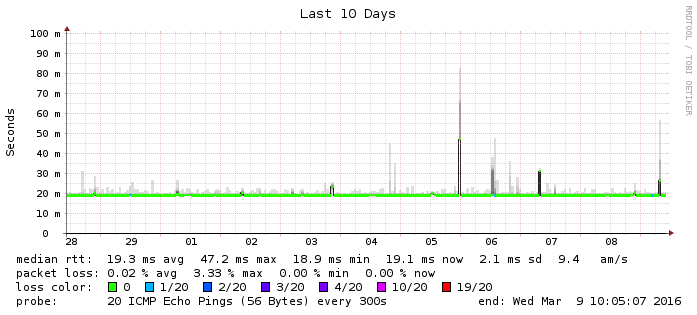 Last 10 Days
RRDTOOL / TOBI OETIKER
Seconds
100 m
90 m
80 m
70 m
60 m
50 m
40 m
30 m
20 m
10 m
0
28 29 01 02 03 04 05 06 07 08
median rtt: 19.3 ms avg 47.2 ms max 18.9 ms min 19.1 ms now 2.1 ms sd 9.4 am/s
packet loss: 0.02 % avg 3.33 % max 0.00 % min 0.00 % now
loss color: 0 1/20 2/20 3/20 4/20 10/20 19/20
probe: 20 ICMP Echo Pings (56 Bytes) every 300s end: Wed Mar 9 10:05:07 2016